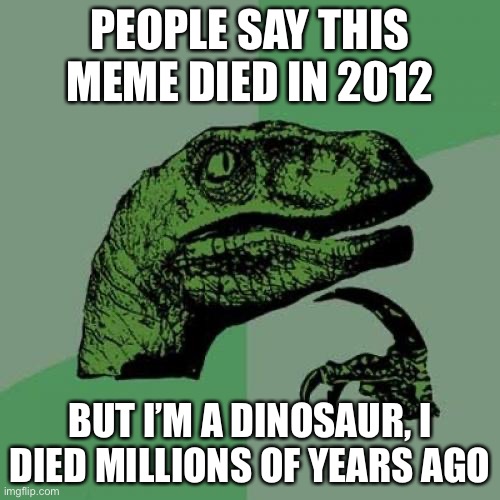 PEOPLE SAY THIS
MEME DIED IN 2012
BUT I’M A DINOSAUR, I
DIED MILLIONS OF YEARS AGO
imgflip.com